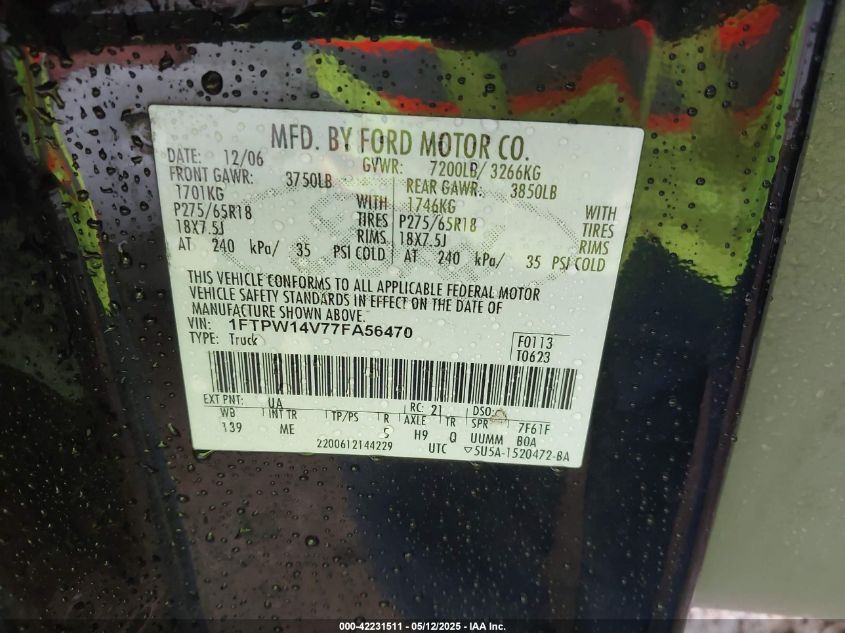 MFD. BY FORD MOTOR CO.
DATE: 12/06 GVWR: 7200LB/ 3266KG
FRONT GAWR: 3750LB REAR GAWR: 3850LB
1701KG WITH 1746KG WITH
P275/65R18 TIRES P275/65R18 TIRES
18X7.5J RIMS 18X7.5J RIMS
AT 240 kPa/ 35 PSI COLD AT 240 kPa/ 35 PSI COLD
THIS VEHICLE CONFORMS TO ALL APPLICABLE FEDERAL MOTOR
VEHICLE SAFETY STANDARDS IN EFFECT ON THE DATE OF
MANUFACTURE SHOWN ABOVE.
VIN: 1FTPW14V77FA56470
TYPE: Truck
F0113
T0623
EXT PNT: UA RC: 21 DSO:
WB INT TR TP/PS R AXLE TR SPR 7F61F
139 ME 5 H9 Q UUMM B0A
2200612144229 UTC ▽5U5A-1520472-BA
000-42231511 — 05/12/2025 - IAA Inc.